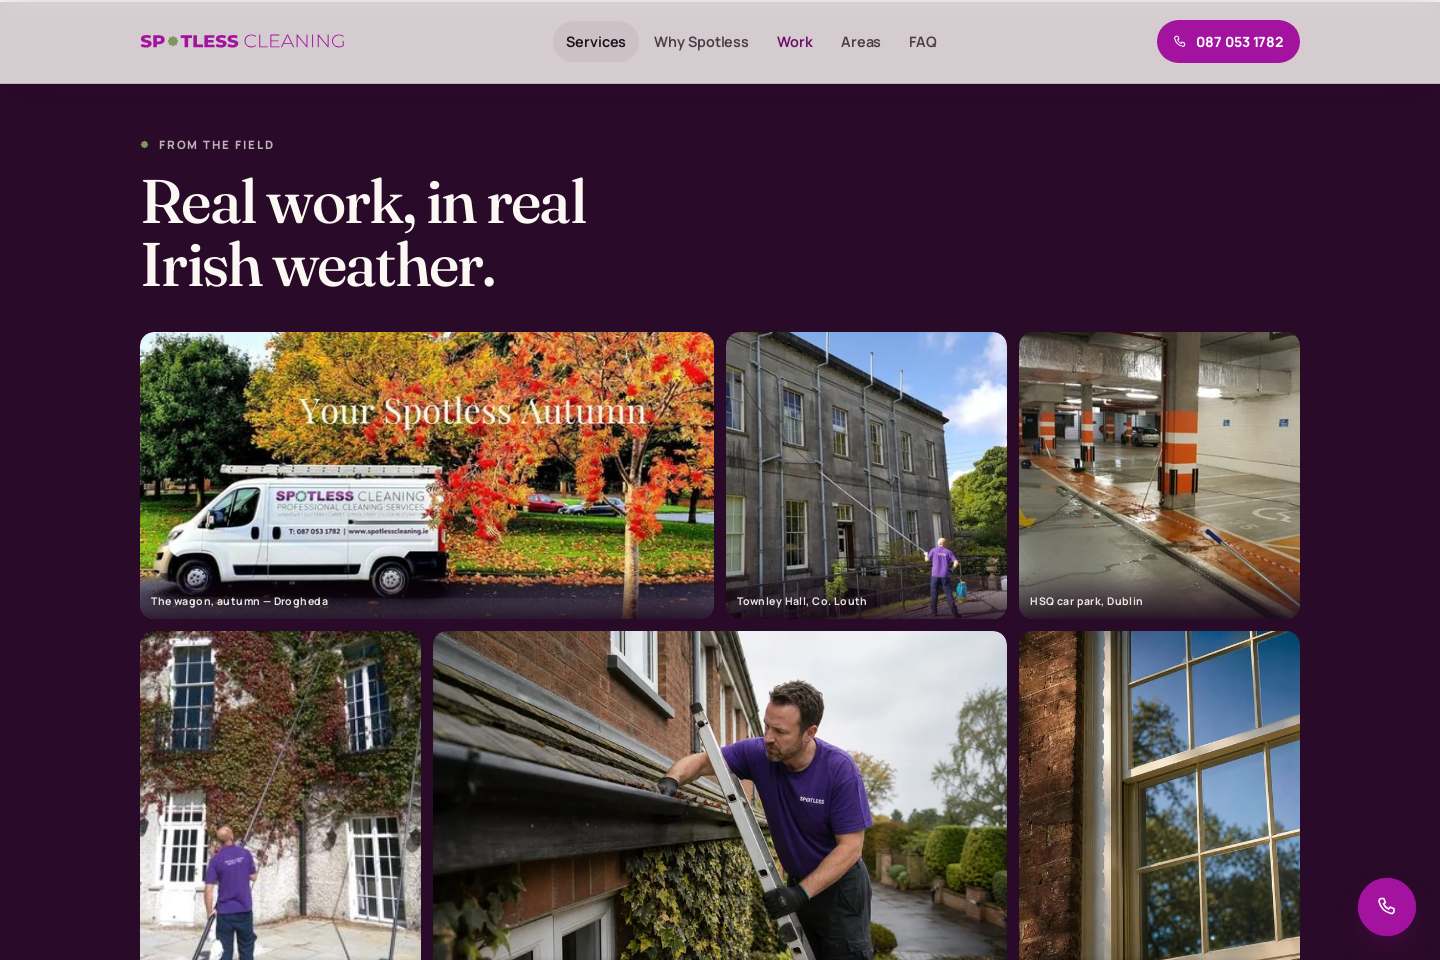 SPOTLESS CLEANING
Services
Why Spotless
Work
Areas
FAQ
087 053 1782
FROM THE FIELD
Real work, in real
Irish weather.
Your Spotless Autumn
SPOTLESS CLEANING
PROFESSIONAL CLEANING SERVICES
T: 087 053 1782 | www.spotlesscleaning.ie
The wagon, autumn — Drogheda
Townley Hall, Co. Louth
HSQ car park, Dublin
SPOTLESS